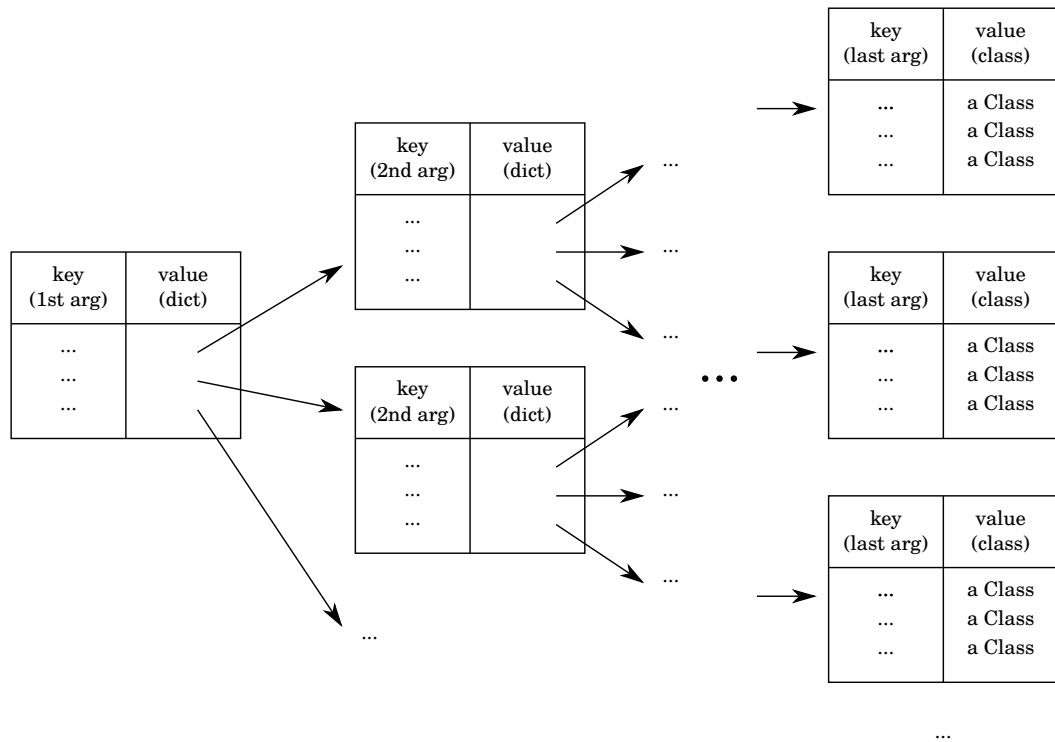 key
(1st arg)
value
(dict)
...
...
...
key
(2nd arg)
value
(dict)
...
...
...
key
(2nd arg)
value
(dict)
...
...
...
...
...
...
...
...
...
...
...
key
(last arg)
value
(class)
... a Class
... a Class
... a Class
key
(last arg)
value
(class)
... a Class
... a Class
... a Class
key
(last arg)
value
(class)
... a Class
... a Class
... a Class
...